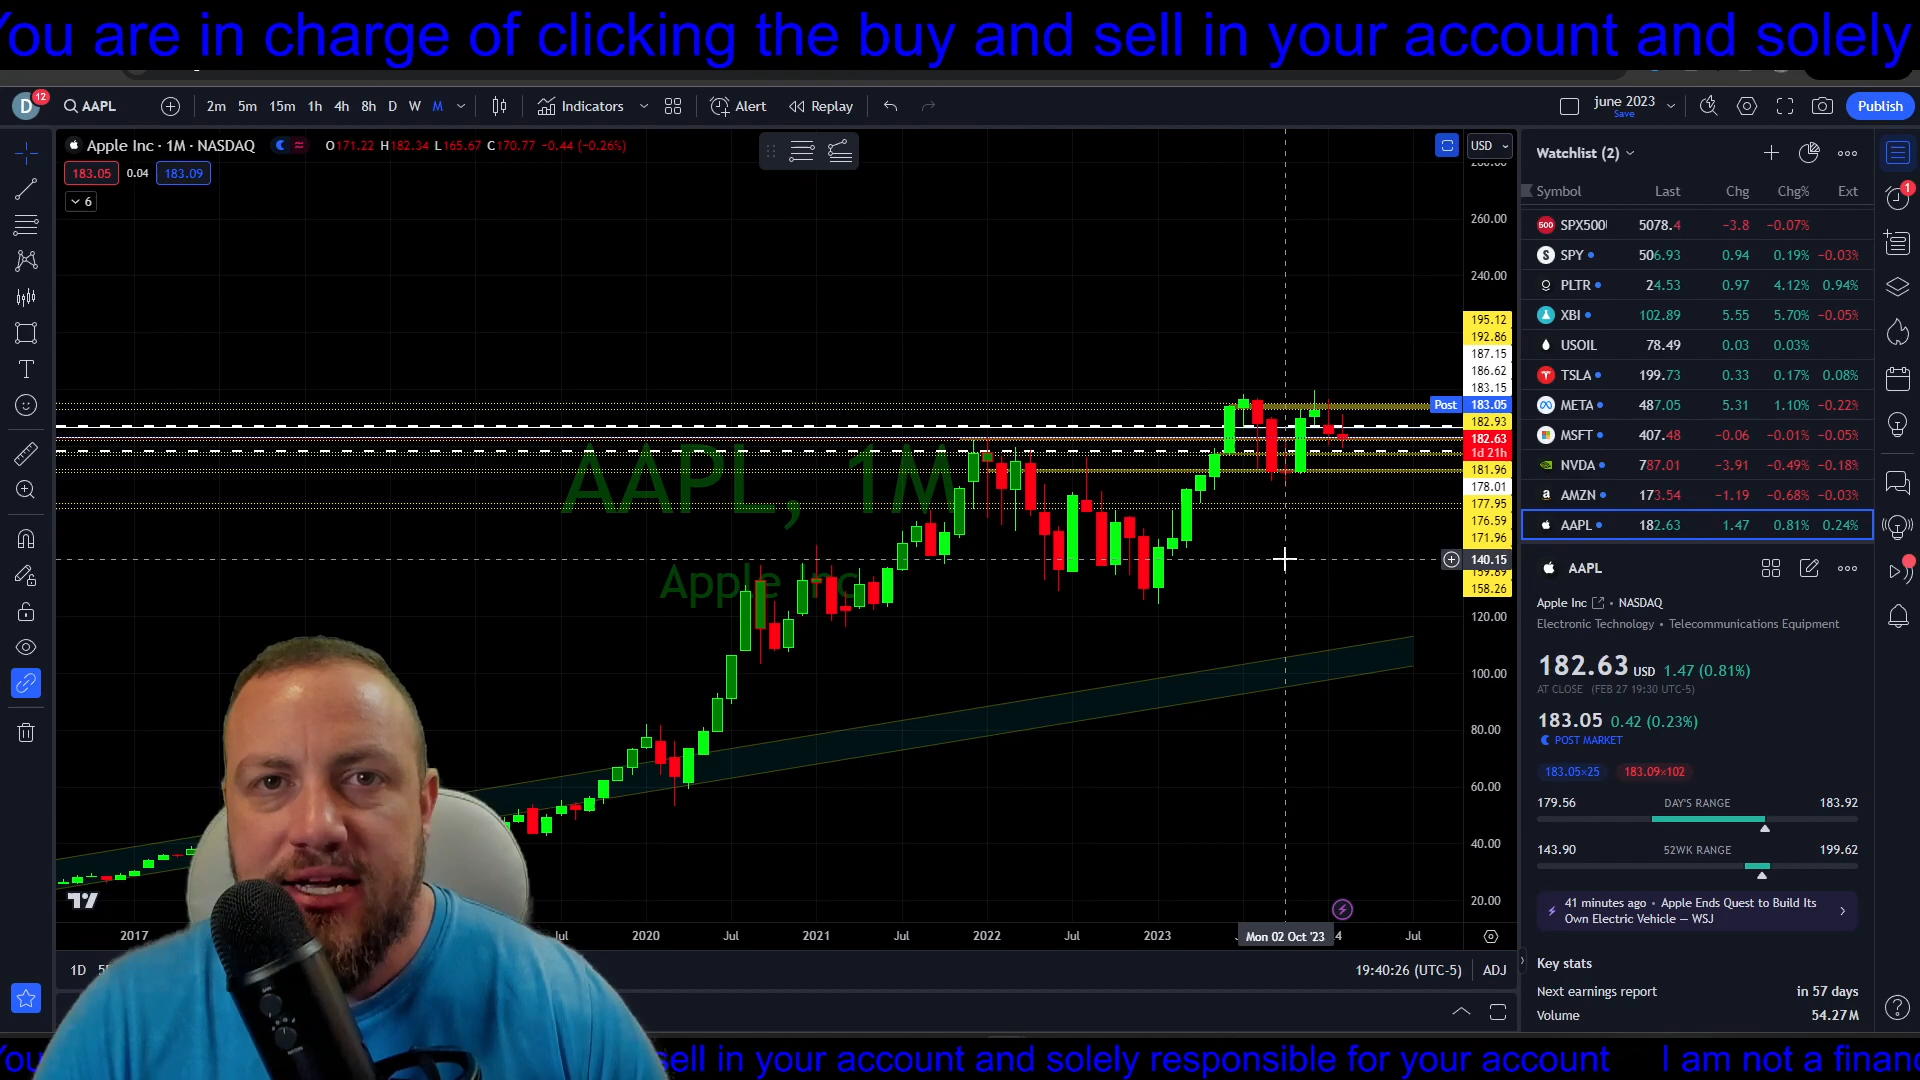 You are in charge of clicking the buy and sell in your account and solely
D 12 AAPL 2m 5m 15m 1h 4h 8h D W M Indicators Alert Replay june 2023 Save Publish
Apple Inc · 1M · NASDAQ O171.22 H182.34 L165.67 C170.77 −0.44 (−0.26%) USD
183.05 0.04 183.09
6
260.00
240.00
195.12
192.86
187.15
186.62
183.15
Post 183.05
182.93
182.63
1d 21h
181.96
178.01
177.95
176.59
171.96
140.15
159.89
158.26
120.00
100.00
80.00
60.00
40.00
20.00
AAPL, 1M
Apple Inc
2017 2020 Jul 2021 Jul 2022 Jul 2023 Mon 02 Oct '23 Jul
1D 19:40:26 (UTC-5) ADJ
Watchlist (2)
Symbol Last Chg Chg% Ext
500 SPX500 5078.4 −3.8 −0.07%
SPY 506.93 0.94 0.19% −0.03%
PLTR 24.53 0.97 4.12% 0.94%
XBI 102.89 5.55 5.70% −0.05%
USOIL 78.49 0.03 0.03%
TSLA 199.73 0.33 0.17% 0.08%
META 487.05 5.31 1.10% −0.22%
MSFT 407.48 −0.06 −0.01% −0.05%
NVDA 787.01 −3.91 −0.49% −0.18%
AMZN 173.54 −1.19 −0.68% −0.03%
AAPL 182.63 1.47 0.81% 0.24%
AAPL
Apple Inc • NASDAQ
Electronic Technology • Telecommunications Equipment
182.63 USD 1.47 (0.81%)
AT CLOSE (FEB 27 19:30 UTC-5)
183.05 0.42 (0.23%)
POST MARKET
183.05×25 183.09×102
179.56 DAY'S RANGE 183.92
143.90 52WK RANGE 199.62
41 minutes ago • Apple Ends Quest to Build Its
Own Electric Vehicle — WSJ
Key stats
Next earnings report in 57 days
Volume 54.27M
1
sell in your account and solely responsible for your account I am not a financ